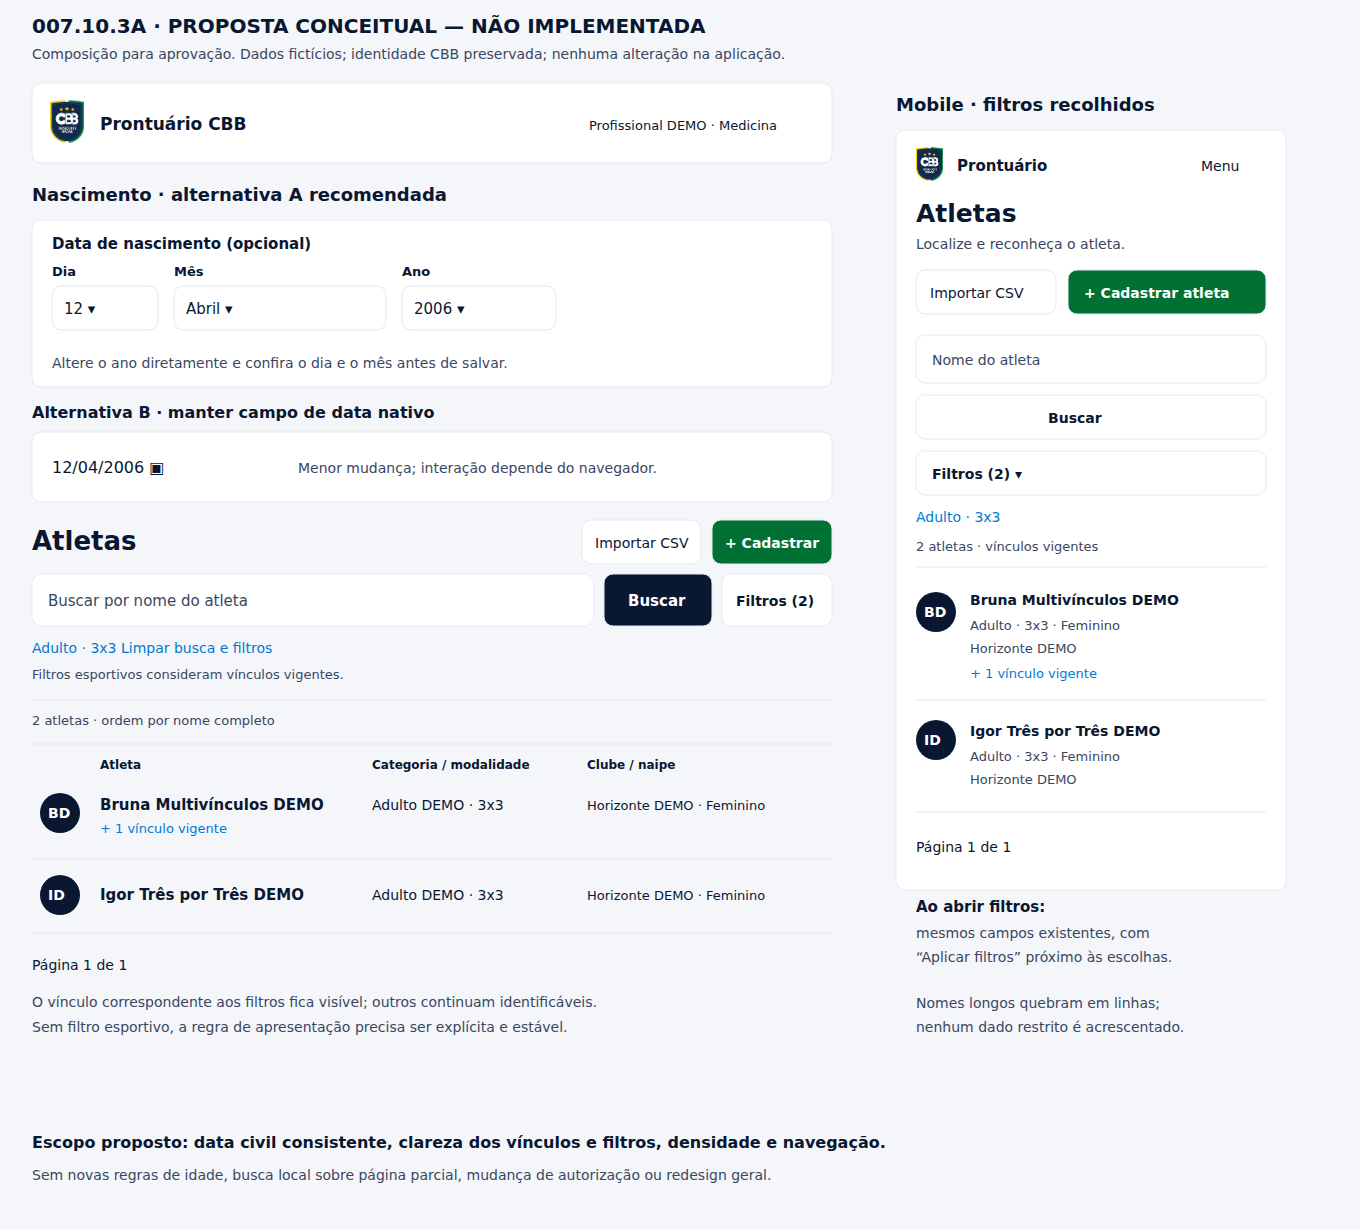 007.10.3A · PROPOSTA CONCEITUAL — NÃO IMPLEMENTADA
Composição para aprovação. Dados fictícios; identidade CBB preservada; nenhuma alteração na aplicação.
CBB
Prontuário CBB
Profissional DEMO · Medicina
Nascimento · alternativa A recomendada
Data de nascimento (opcional)
Dia
Mês
Ano
12 ▾
Abril ▾
2006 ▾
Altere o ano diretamente e confira o dia e o mês antes de salvar.
Alternativa B · manter campo de data nativo
12/04/2006 ▣
Menor mudança; interação depende do navegador.
Atletas
Importar CSV
+ Cadastrar
Buscar por nome do atleta
Buscar
Filtros (2)
Adulto · 3x3 Limpar busca e filtros
Filtros esportivos consideram vínculos vigentes.
2 atletas · ordem por nome completo
Atleta
Categoria / modalidade
Clube / naipe
BD
Bruna Multivínculos DEMO
Adulto DEMO · 3x3
Horizonte DEMO · Feminino
+ 1 vínculo vigente
ID
Igor Três por Três DEMO
Adulto DEMO · 3x3
Horizonte DEMO · Feminino
Página 1 de 1
O vínculo correspondente aos filtros fica visível; outros continuam identificáveis.
Sem filtro esportivo, a regra de apresentação precisa ser explícita e estável.
Mobile · filtros recolhidos
CBB
Prontuário
Menu
Atletas
Localize e reconheça o atleta.
Importar CSV
+ Cadastrar atleta
Nome do atleta
Buscar
Filtros (2) ▾
Adulto · 3x3
2 atletas · vínculos vigentes
BD
Bruna Multivínculos DEMO
Adulto · 3x3 · Feminino
Horizonte DEMO
+ 1 vínculo vigente
ID
Igor Três por Três DEMO
Adulto · 3x3 · Feminino
Horizonte DEMO
Página 1 de 1
Ao abrir filtros:
mesmos campos existentes, com
“Aplicar filtros” próximo às escolhas.
Nomes longos quebram em linhas;
nenhum dado restrito é acrescentado.
Escopo proposto: data civil consistente, clareza dos vínculos e filtros, densidade e navegação.
Sem novas regras de idade, busca local sobre página parcial, mudança de autorização ou redesign geral.